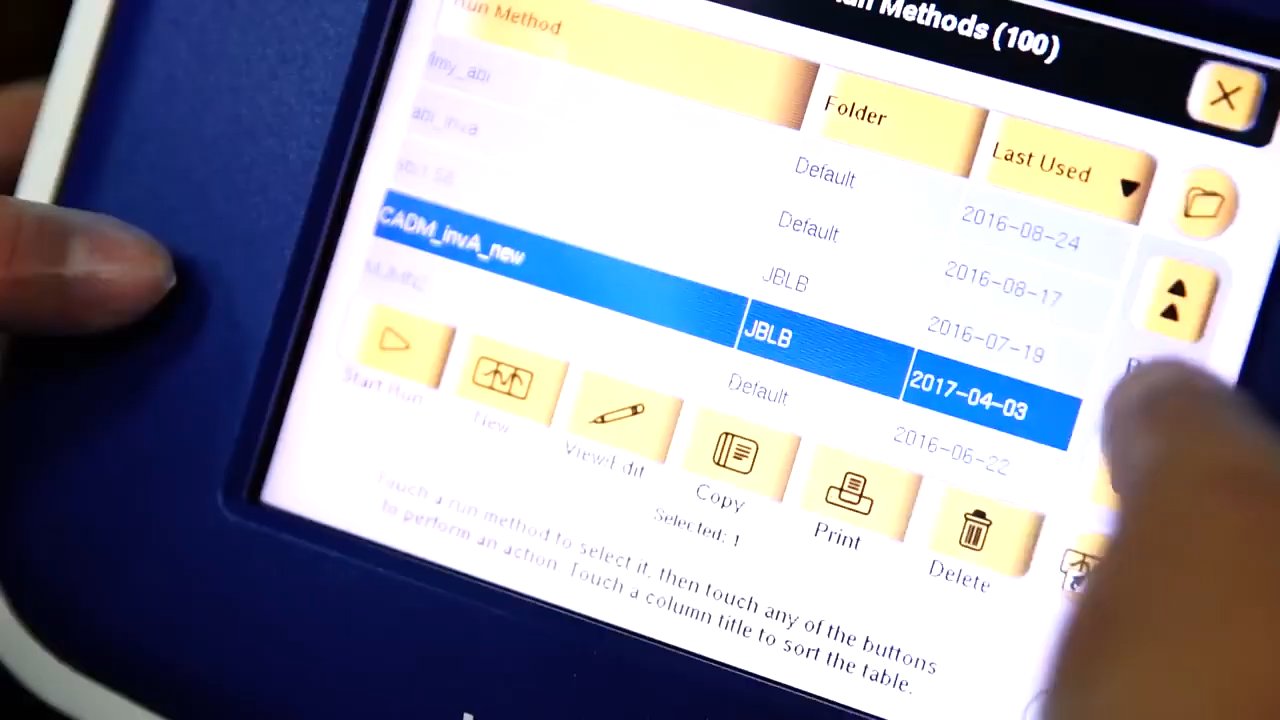 Methods (100)
Run Method
Folder
Last Used
Default
2016-08-24
Default
2016-08-17
JBLB
2016-07-19
CADM_invA_new
JBLB
2017-04-03
Default
2016-06-22
Start Run
New
View/Edit
Copy
Print
Delete
Selected: 1
Touch a run method to select it, then touch any of the buttons
to perform an action. Touch a column title to sort the table.